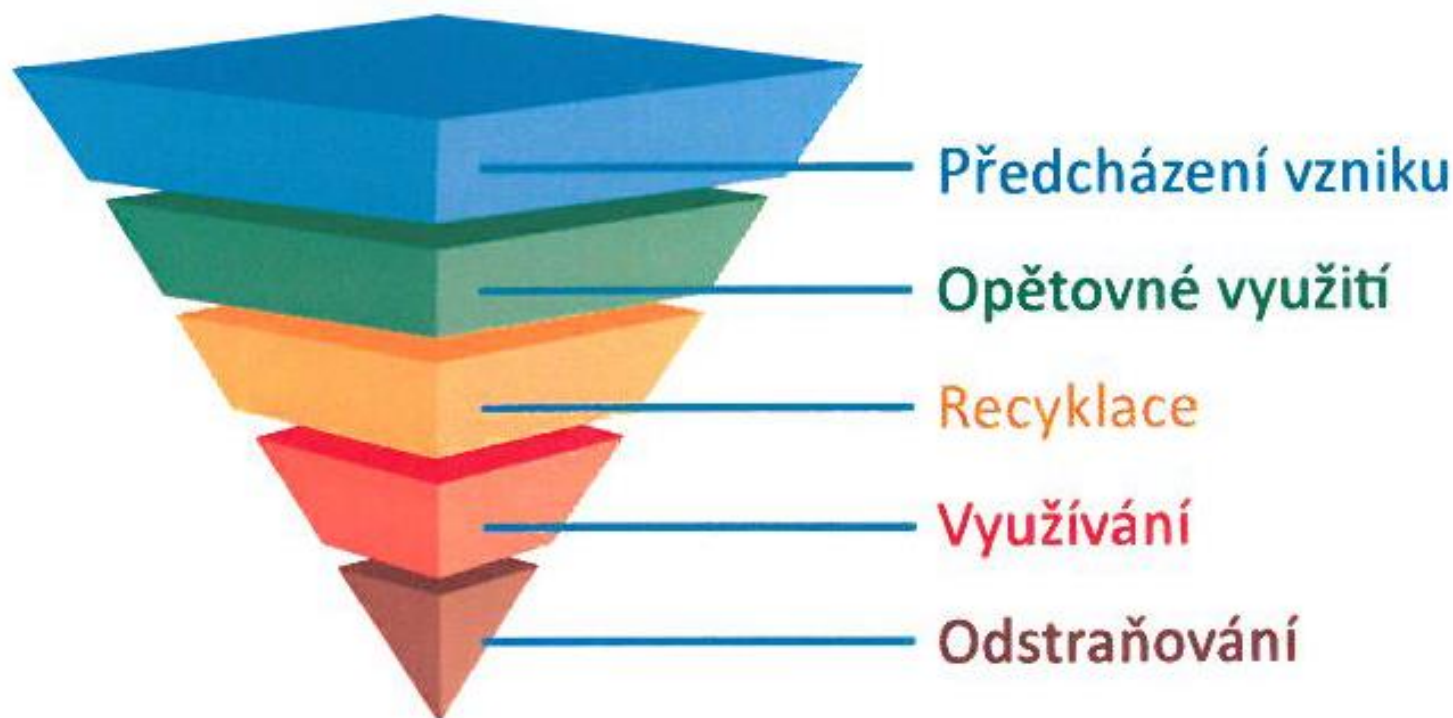 Předcházení vzniku
Opětovné využití
Recyklace
Využívání
Odstraňování